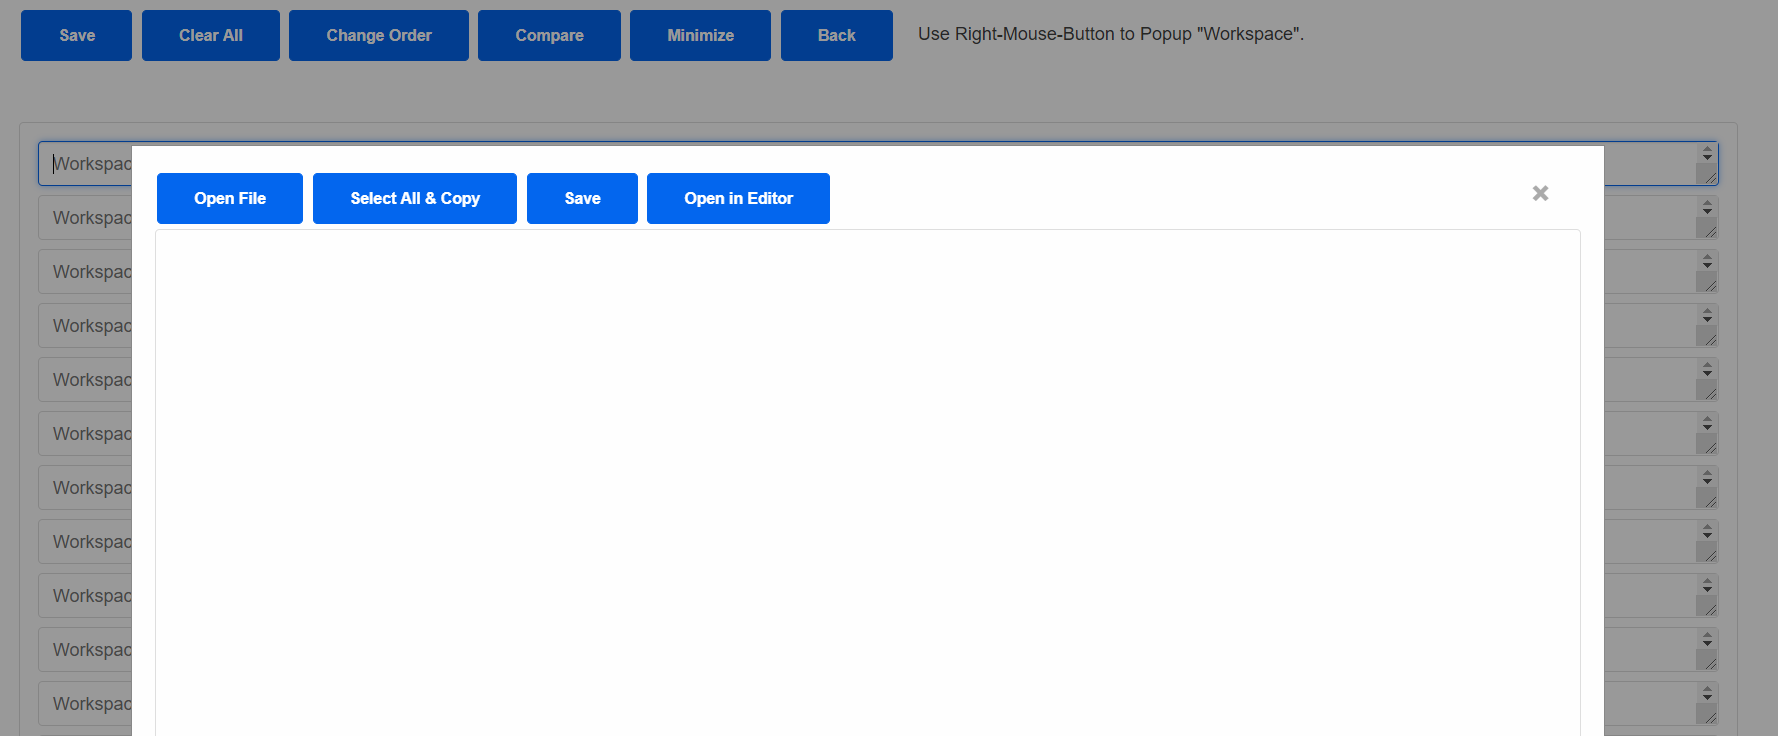 Save Clear All Change Order Compare Minimize Back Use Right-Mouse-Button to Popup "Workspace".
Workspac
Open File Select All & Copy Save Open in Editor ×
Workspac
Workspac
Workspac
Workspac
Workspac
Workspac
Workspac
Workspac
Workspac
Workspac